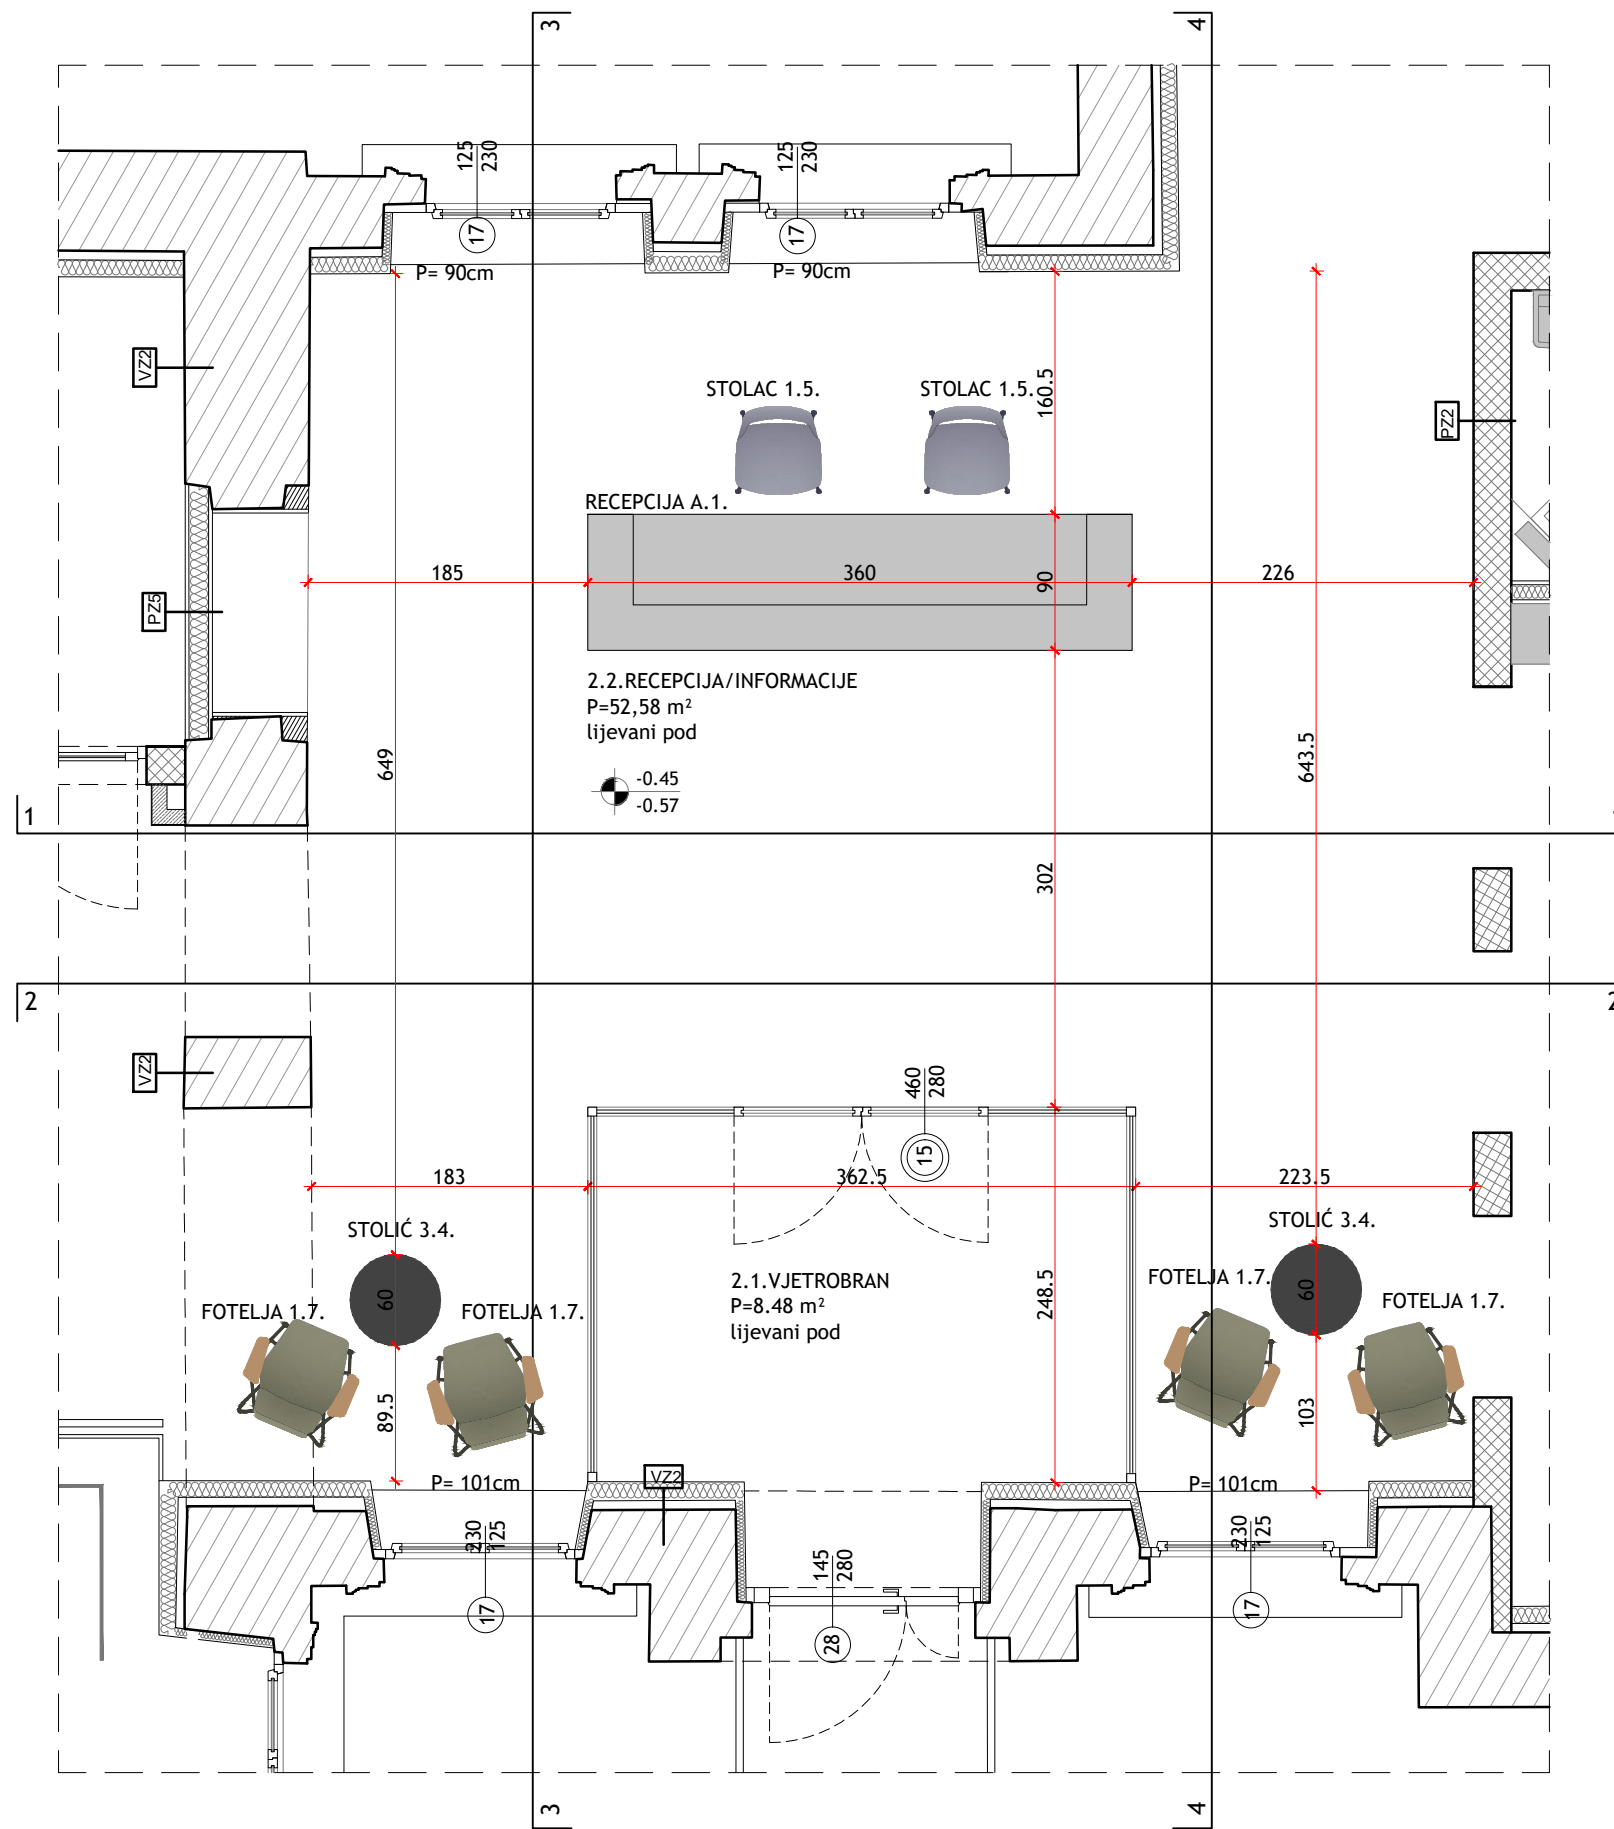 3
4
125
230
125
230
17
17
P= 90cm
P= 90cm
VZ2
STOLAC 1.5.
STOLAC 1.5.
160.5
PZ2
RECEPCIJA A.1.
185
360
90
226
PZ5
2.2.RECEPCIJA/INFORMACIJE
P=52,58 m²
lijevani pod
649
643.5
-0.45
-0.57
1
302
2
2
VZ2
460
280
15
183
362.5
223.5
STOLIĆ 3.4.
STOLIĆ 3.4.
FOTELJA 1.7.
60
FOTELJA 1.7.
2.1.VJETROBRAN
P=8.48 m²
lijevani pod
248.5
FOTELJA 1.7.
60
FOTELJA 1.7.
89.5
103
P= 101cm
VZ2
P= 101cm
230
125
230
125
145
280
17
28
17
3
4